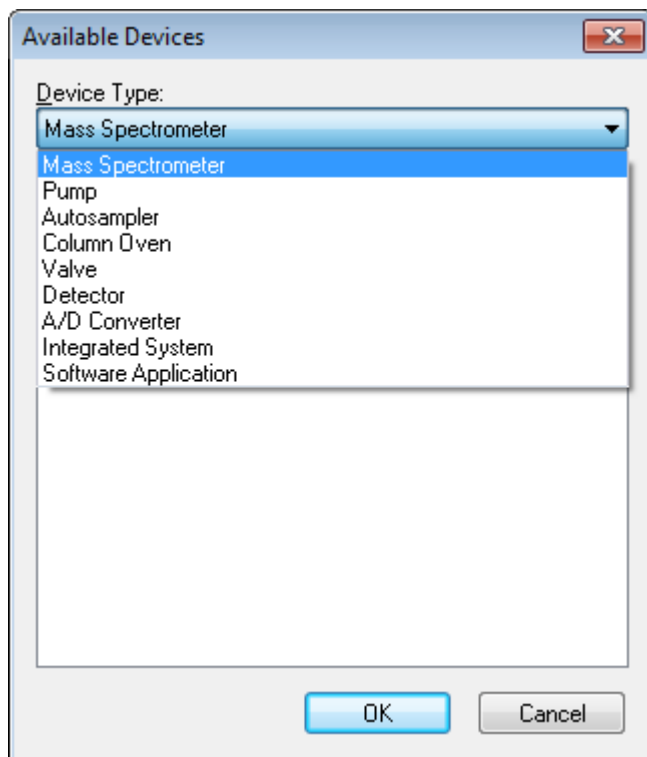 Available Devices
Device Type:
Mass Spectrometer
Mass Spectrometer
Pump
Autosampler
Column Oven
Valve
Detector
A/D Converter
Integrated System
Software Application
OK
Cancel